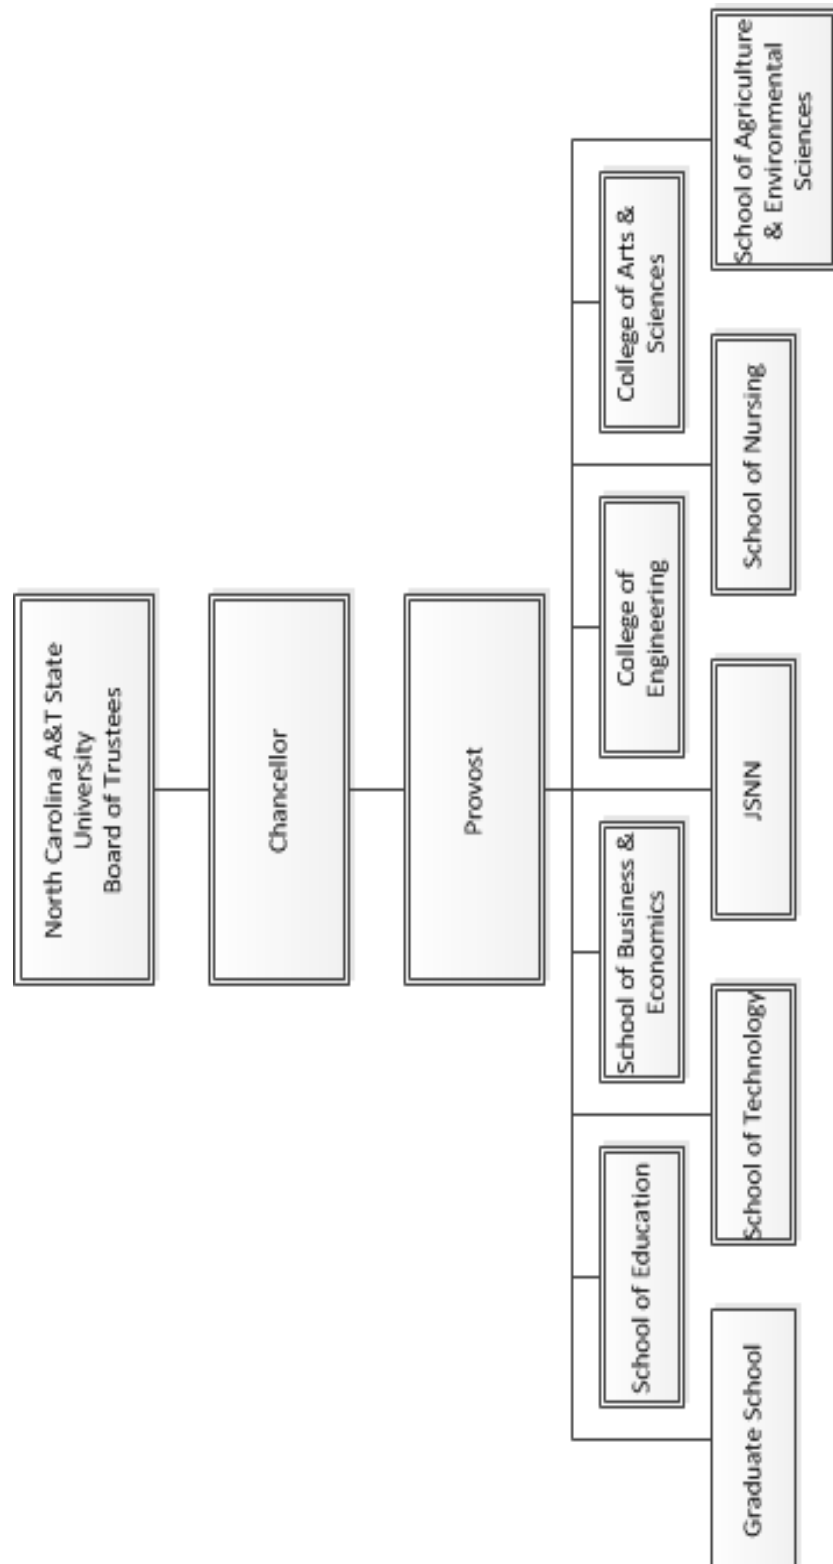 North Carolina A&T State
University
Board of Trustees
Chancellor
Provost
School of Education
School of Business &
Economics
College of
Engineering
College of Arts &
Sciences
Graduate School
School of Technology
JSNN
School of Nursing
School of Agriculture
& Environmental
Sciences